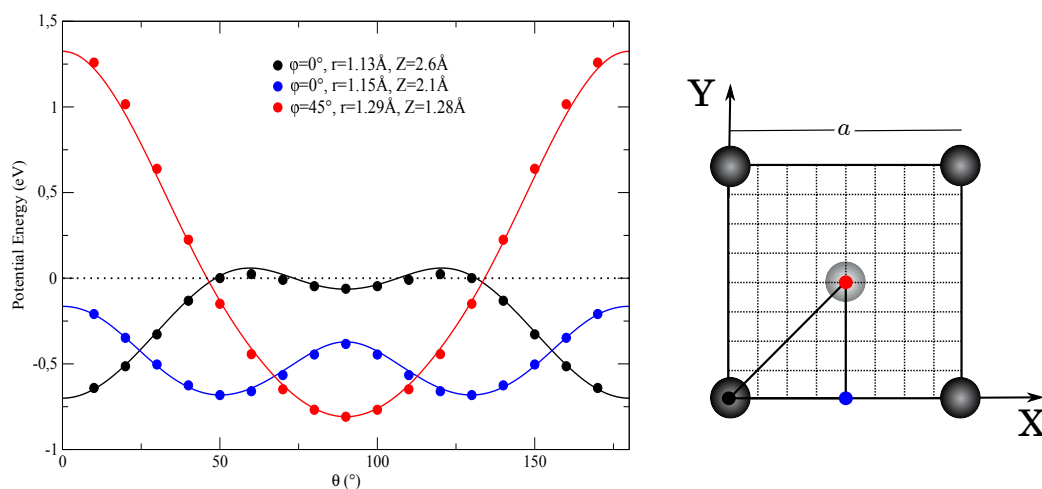 1,5
1
0,5
0
-0,5
-1
Potential Energy (eV)
φ=0°, r=1.13Å, Z=2.6Å
φ=0°, r=1.15Å, Z=2.1Å
φ=45°, r=1.29Å, Z=1.28Å
0
50
100
150
θ (°)
Y
a
X